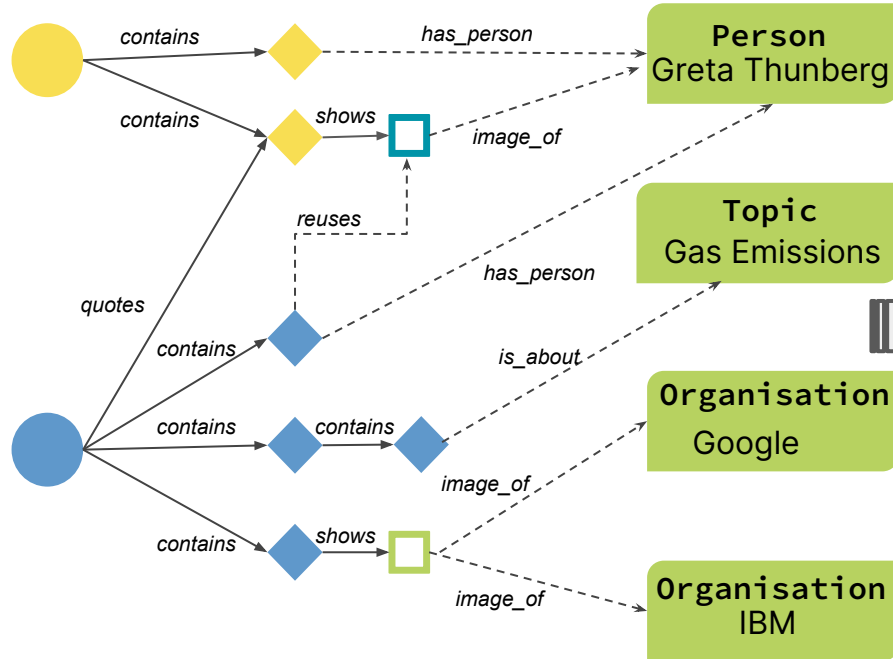 contains
has_person
Person
Greta Thunberg
contains
shows
image_of
reuses
Topic
Gas Emissions
has_person
quotes
contains
is_about
Organisation
Google
contains
contains
image_of
contains
shows
image_of
Organisation
IBM